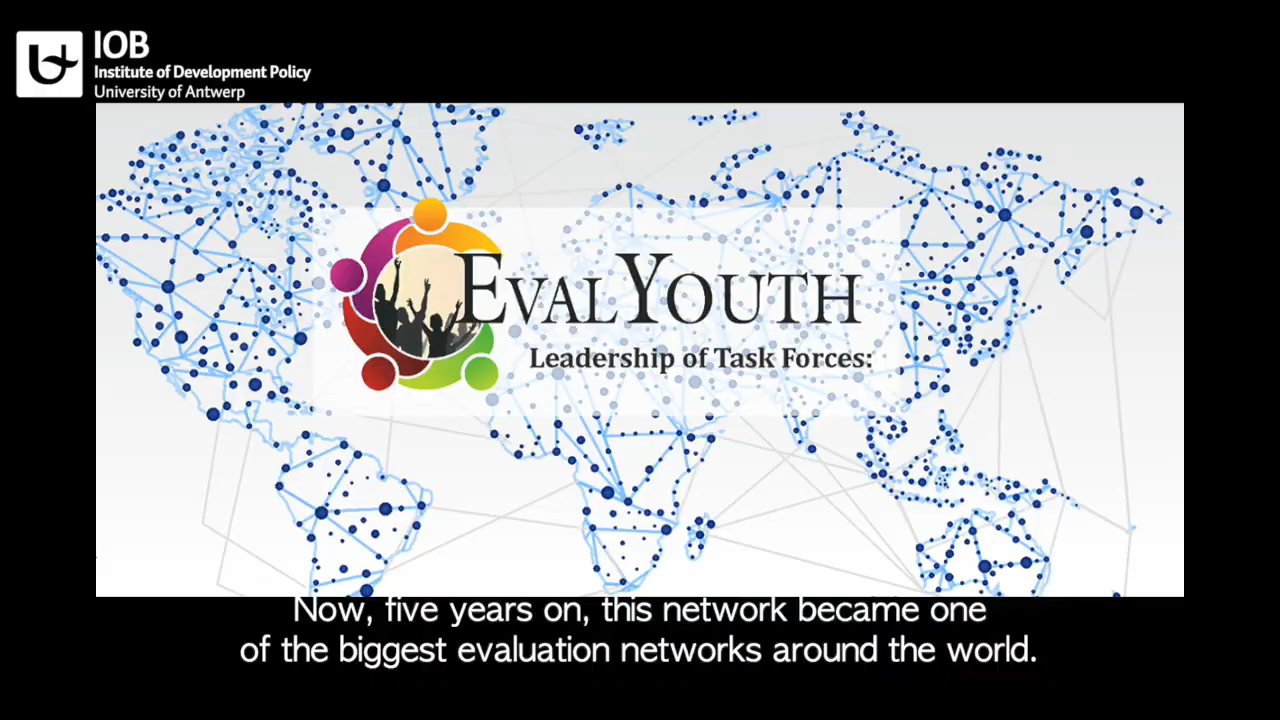 IOB
Institute of Development Policy
University of Antwerp
EVALYOUTH
Leadership of Task Forces:
Now, five years on, this network became one
of the biggest evaluation networks around the world.